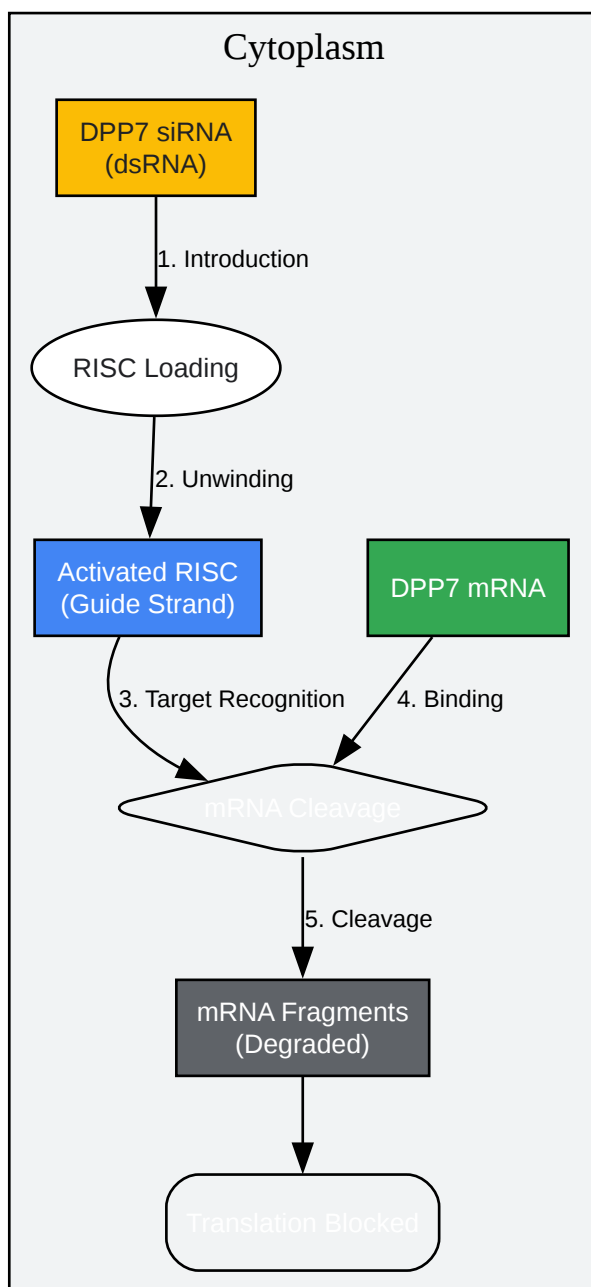 Cytoplasm
DPP7 siRNA
(dsRNA)
1. Introduction
RISC Loading
2. Unwinding
Activated RISC
(Guide Strand)
DPP7 mRNA
3. Target Recognition
4. Binding
mRNA Cleavage
5. Cleavage
mRNA Fragments
(Degraded)
Translation Blocked